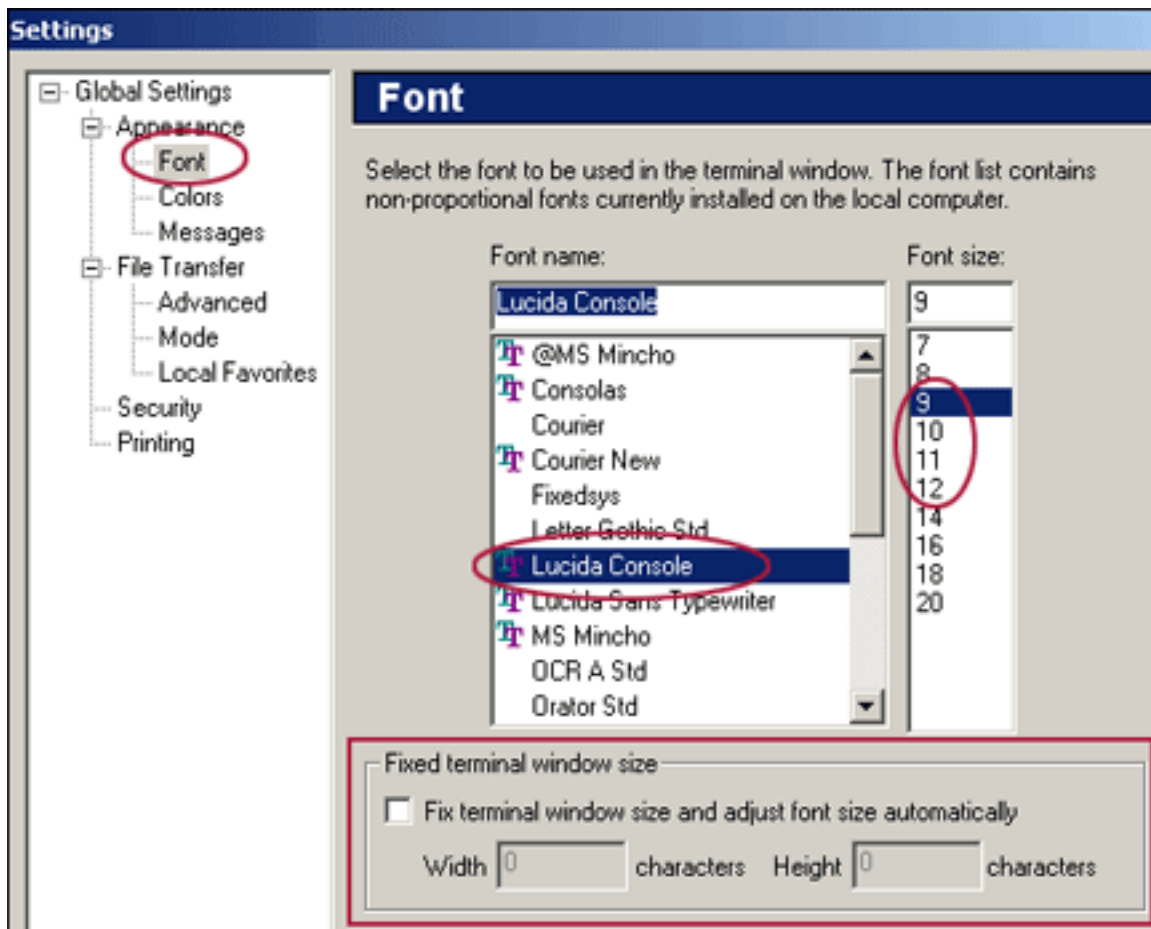 Settings
Global Settings
Appearance
Font
Colors
Messages
File Transfer
Advanced
Mode
Local Favorites
Security
Printing
Font
Select the font to be used in the terminal window. The font list contains
non-proportional fonts currently installed on the local computer.
Font name:
Lucida Console
@MS Mincho
Consolas
Courier
Courier New
Fixedsys
Letter Gothic Std
Lucida Console
Lucida Sans Typewriter
MS Mincho
OCR A Std
Orator Std
Font size:
9
7
8
9
10
11
12
14
16
18
20
Fixed terminal window size
Fix terminal window size and adjust font size automatically
Width 0 characters Height 0 characters